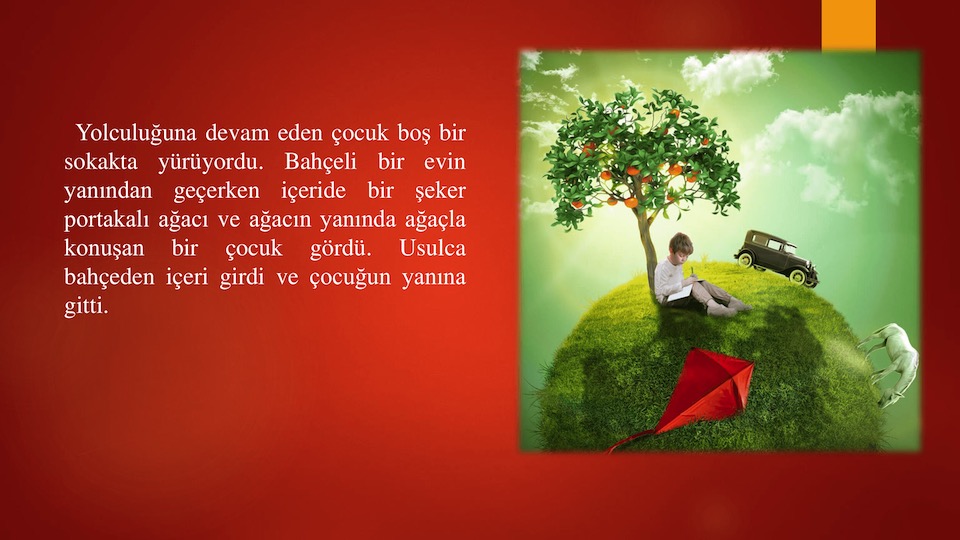 Yolculuğuna devam eden çocuk boş bir
sokakta yürüyordu. Bahçeli bir evin
yanından geçerken içeride bir şeker
portakalı ağacı ve ağacın yanında ağaçla
konuşan bir çocuk gördü. Usulca
bahçeden içeri girdi ve çocuğun yanına
gitti.